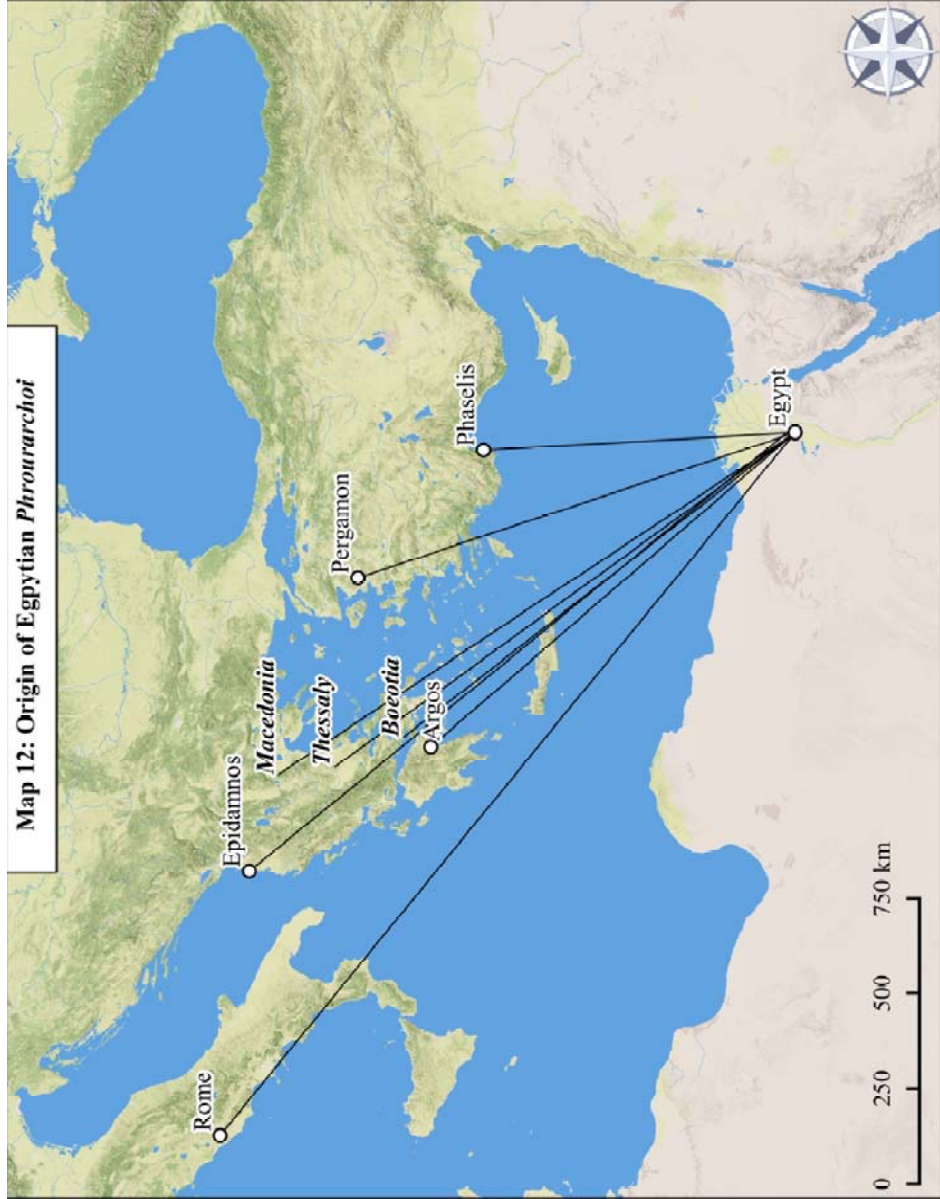 Map 12: Origin of Egpytian Phrourarchoi
Rome
Epidamnos
Macedonia
Thessaly
Boeotia
Argos
Pergamon
Phaselis
Egypt
0 250 500 750 km